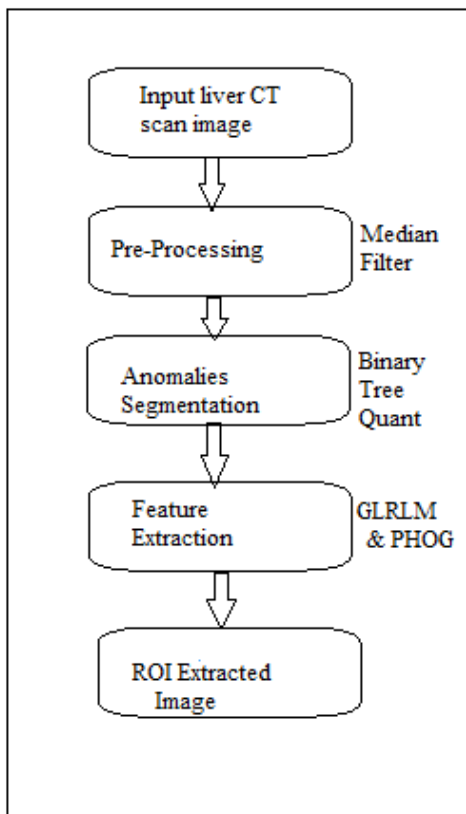 Input liver CT
scan image
Pre-Processing
Median
Filter
Anomalies
Segmentation
Binary
Tree
Quant
Feature
Extraction
GLRLM
& PHOG
ROI Extracted
Image